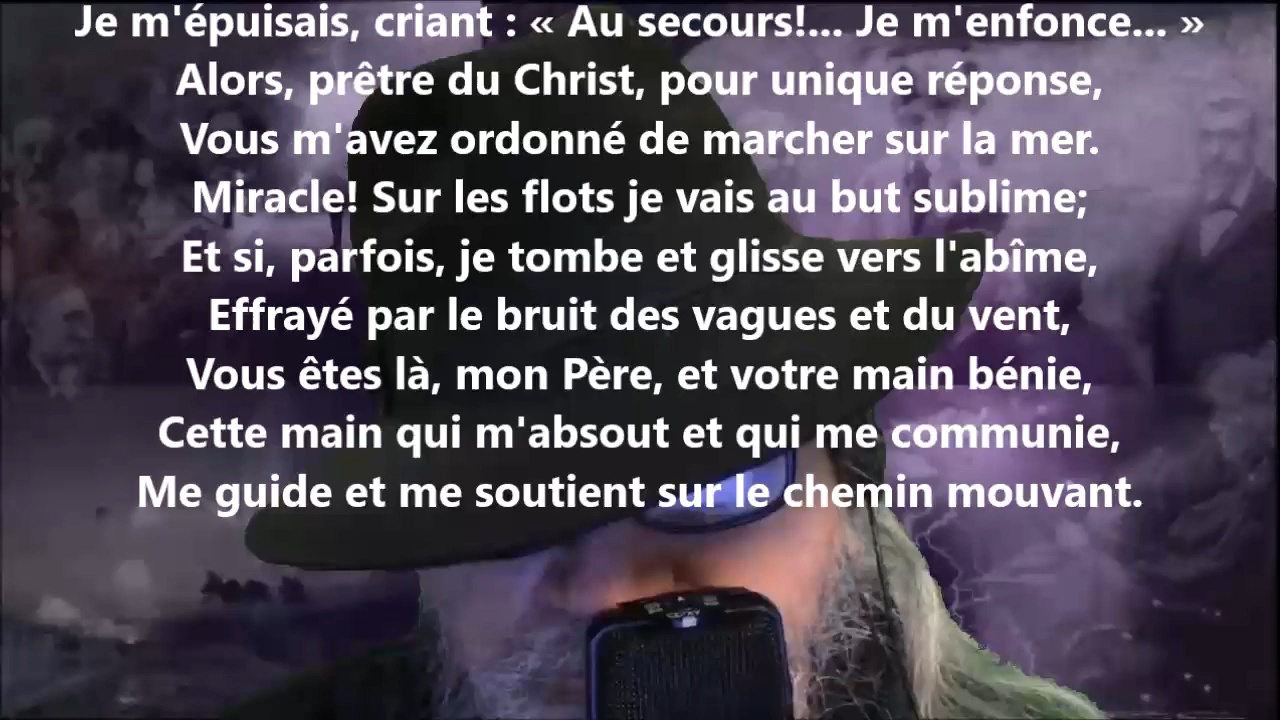 Je m'épuisais, criant : « Au secours!... Je m'enfonce... »
Alors, prêtre du Christ, pour unique réponse,
Vous m'avez ordonné de marcher sur la mer.
Miracle! Sur les flots je vais au but sublime;
Et si, parfois, je tombe et glisse vers l'abîme,
Effrayé par le bruit des vagues et du vent,
Vous êtes là, mon Père, et votre main bénie,
Cette main qui m'absout et qui me communie,
Me guide et me soutient sur le chemin mouvant.